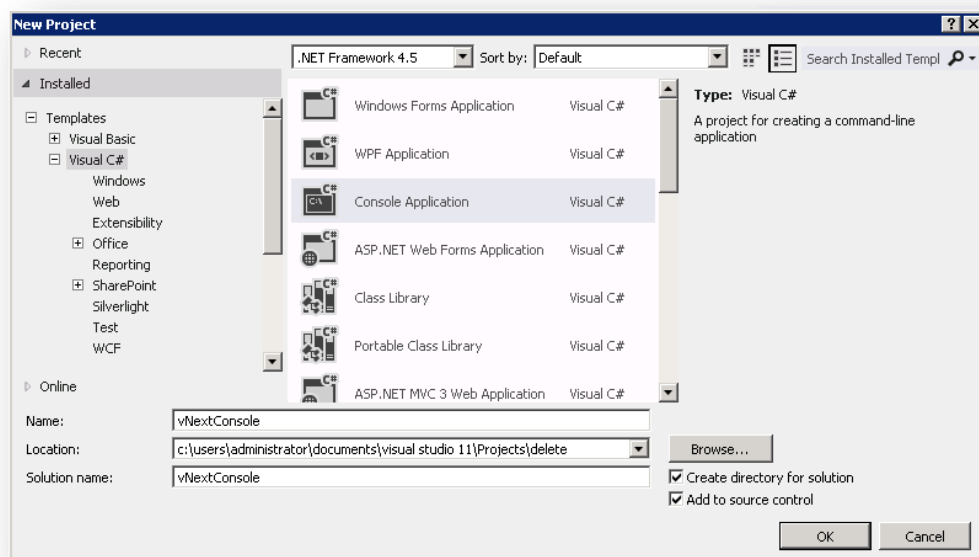 New Project
Recent
.NET Framework 4.5 Sort by: Default Search Installed Templ
Installed
Templates
Visual Basic
Visual C#
Windows
Web
Extensibility
Office
Reporting
SharePoint
Silverlight
Test
WCF
Online
Windows Forms Application Visual C#
WPF Application Visual C#
Console Application Visual C#
ASP.NET Web Forms Application Visual C#
Class Library Visual C#
Portable Class Library Visual C#
ASP.NET MVC 3 Web Application Visual C#
Type: Visual C#
A project for creating a command-line
application
Name: vNextConsole
Location: c:\users\administrator\documents\visual studio 11\Projects\delete Browse...
Solution name: vNextConsole
Create directory for solution
Add to source control
OK Cancel